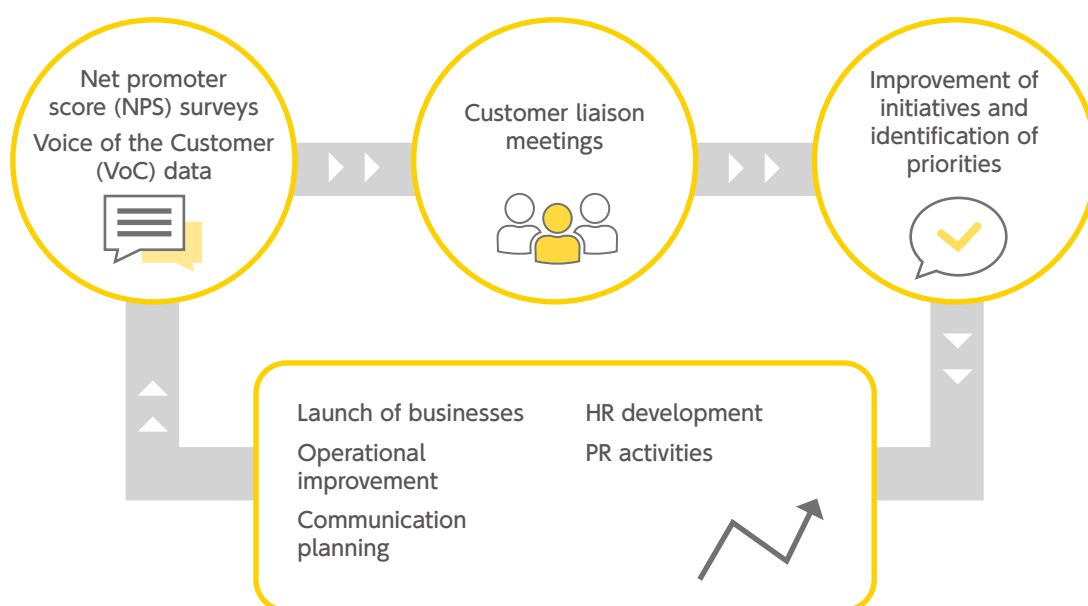 Net promoter
score (NPS) surveys
Voice of the Customer
(VoC) data
Customer liaison
meetings
Improvement of
initiatives and
identification of
priorities
Launch of businesses
Operational
improvement
Communication
planning
HR development
PR activities